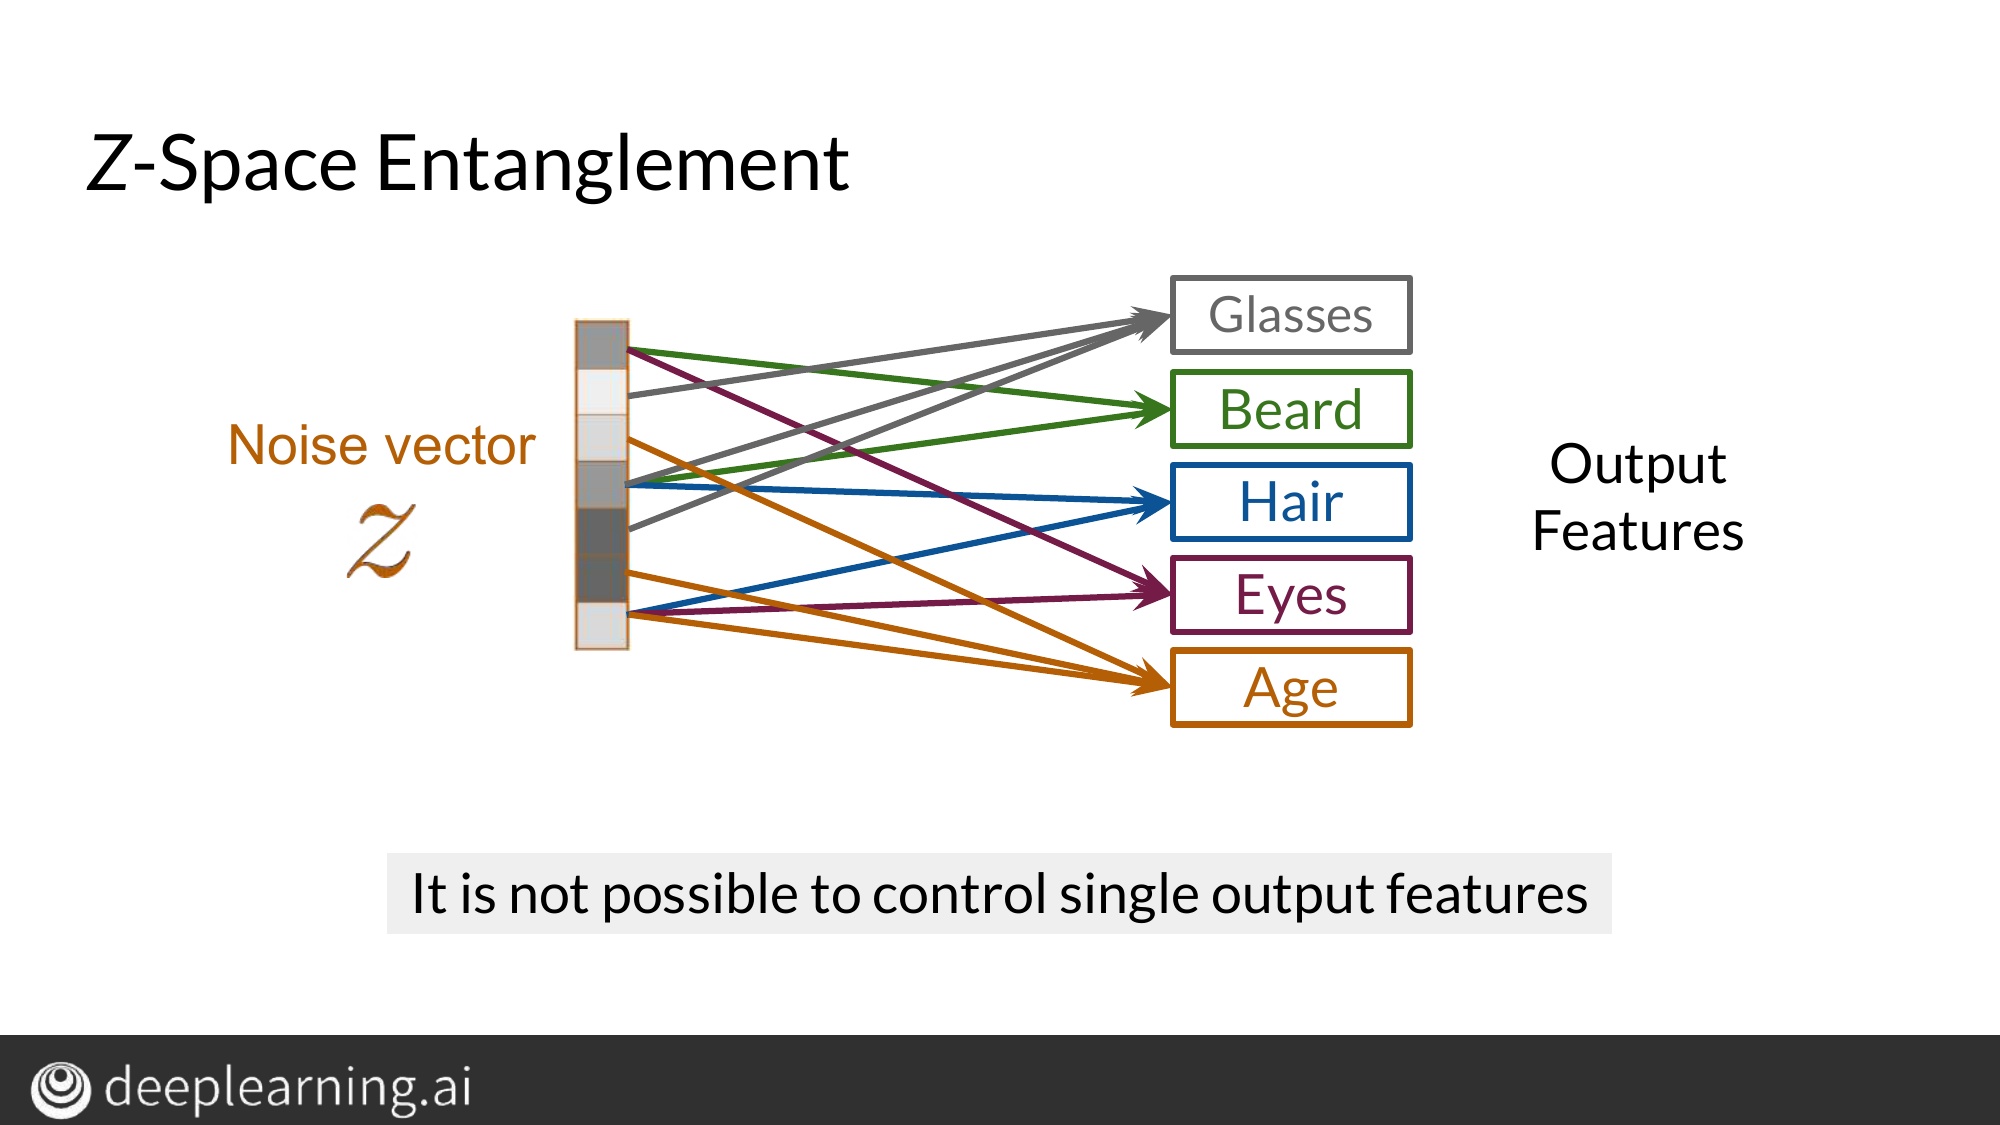 Z-Space Entanglement
Noise vector
z
Glasses
Beard
Hair
Eyes
Age
Output
Features
It is not possible to control single output features
deeplearning.ai